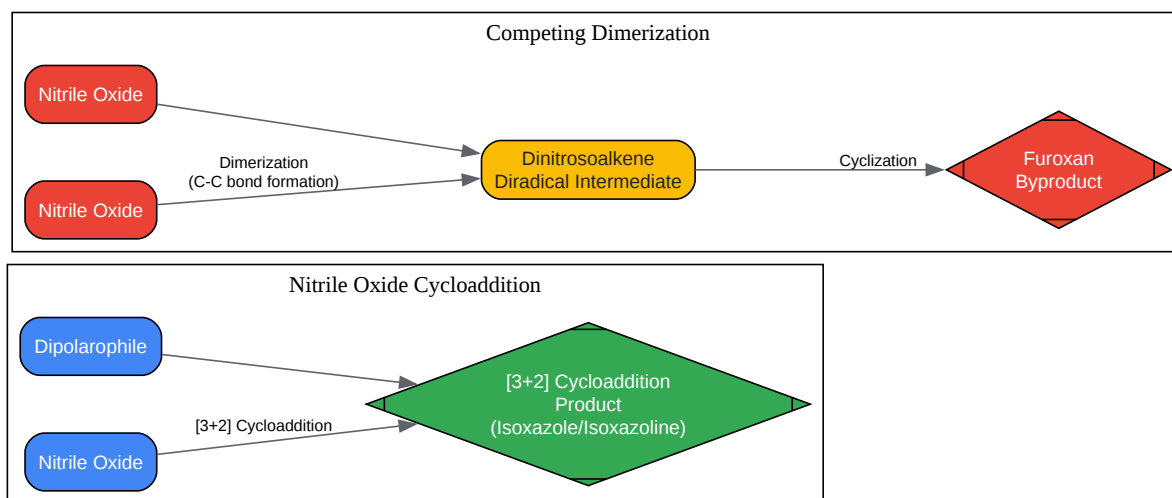 Competing Dimerization
Nitrile Oxide
Dimerization
(C-C bond formation)
Nitrile Oxide
Dinitrosoalkene
Diradical Intermediate
Cyclization
Furoxan
Byproduct
Nitrile Oxide Cycloaddition
Dipolarophile
[3+2] Cycloaddition
Nitrile Oxide
[3+2] Cycloaddition
Product
(Isoxazole/Isoxazoline)